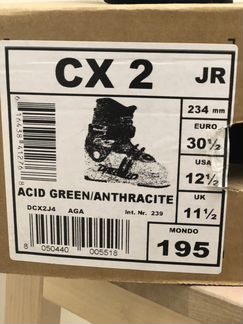 CX 2 JR
234 mm
EURO
30½
USA
12½
UK
11½
MONDO
195
ACID GREEN/ANTHRACITE
DCX2J4 AGA Int. Nr. 239
8 050440 005518